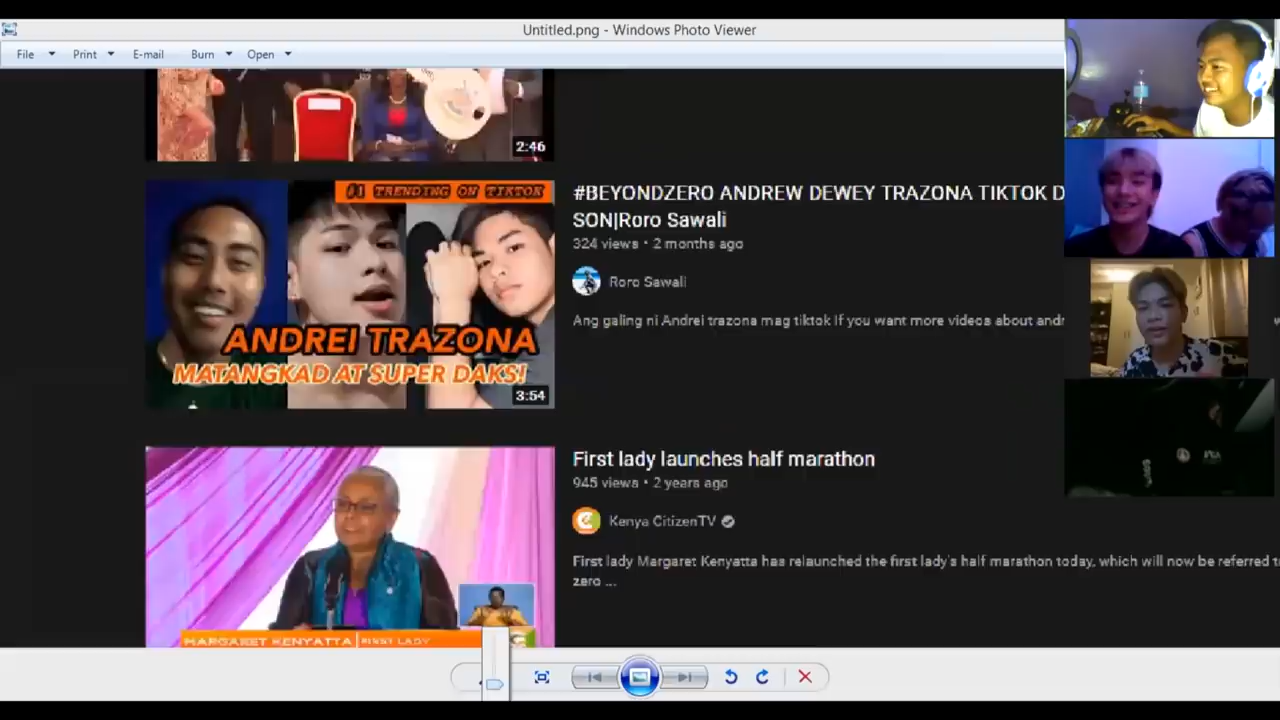 Untitled.png - Windows Photo Viewer
File Print E-mail Burn Open
2:46
#1 TRENDING ON TIKTOK
ANDREI TRAZONA
MATANGKAD AT SUPER DAKS!
3:54
#BEYONDZERO ANDREW DEWEY TRAZONA TIKTOK D
SON|Roro Sawali
324 views • 2 months ago
Roro Sawali
Ang galing ni Andrei trazona mag tiktok If you want more videos about andr
MARGARET KENYATTA FIRST LADY
First lady launches half marathon
945 views • 2 years ago
Kenya CitizenTV
First lady Margaret Kenyatta has relaunched the first lady's half marathon today, which will now be referred t
zero ...